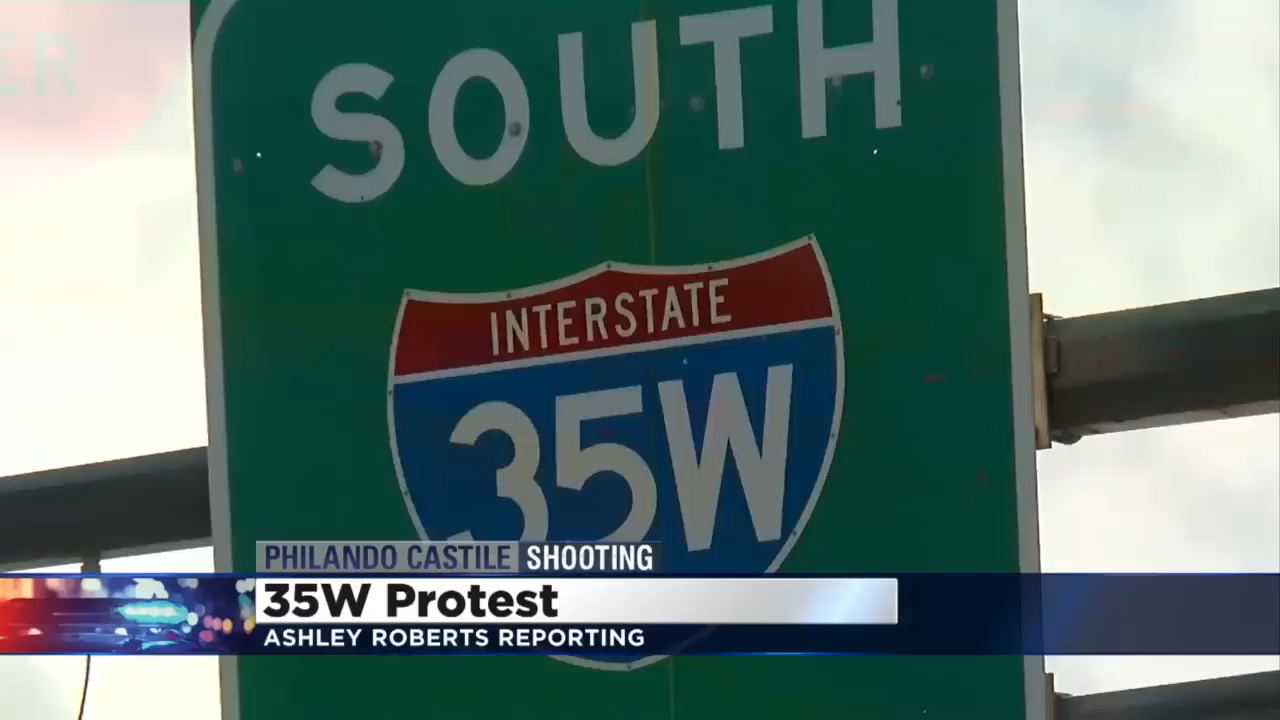 SOUTH
INTERSTATE
35W
PHILANDO CASTILE SHOOTING
35W Protest
ASHLEY ROBERTS REPORTING